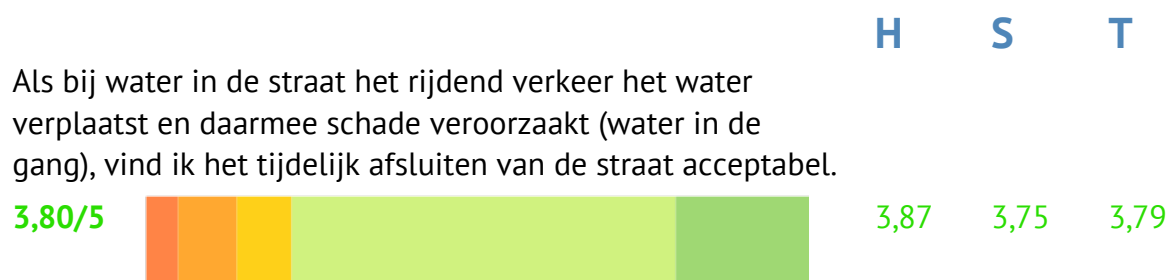 H S T
Als bij water in de straat het rijdend verkeer het water
verplaatst en daarmee schade veroorzaakt (water in de
gang), vind ik het tijdelijk afsluiten van de straat acceptabel.
3,80/5 3,87 3,75 3,79